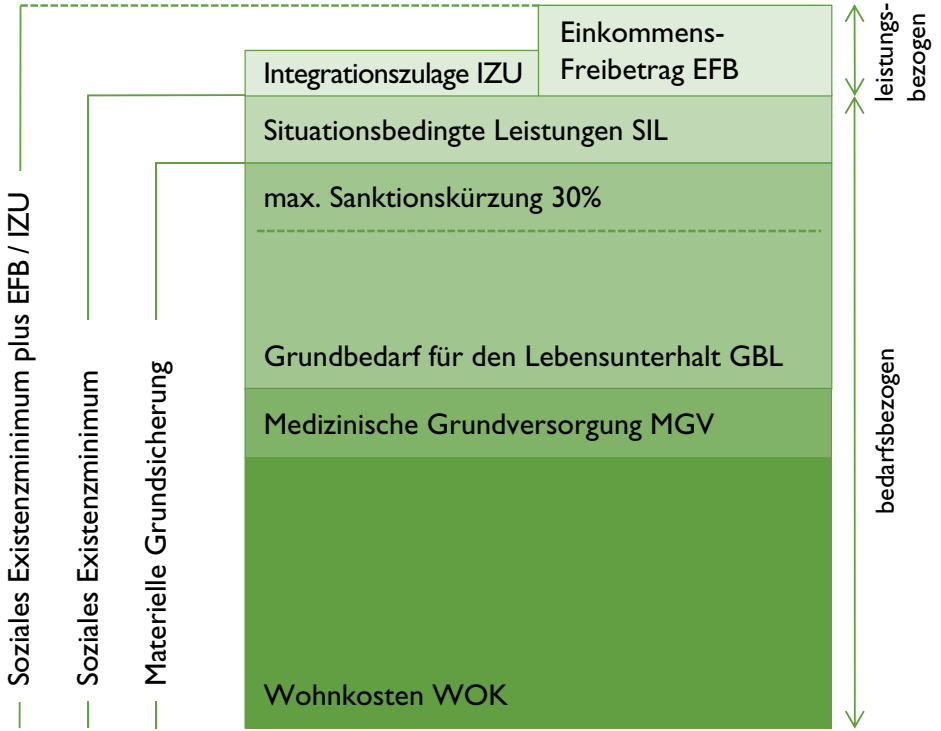 Einkommens-
Freibetrag EFB
Integrationszulage IZU
Situationsbedingte Leistungen SIL
max. Sanktionskürzung 30%
Grundbedarf für den Lebensunterhalt GBL
Medizinische Grundversorgung MGV
Wohnkosten WOK
Soziales Existenzminimum plus EFB / IZU
Soziales Existenzminimum
Materielle Grundsicherung
leistungs-
bezogen
bedarfsbezogen